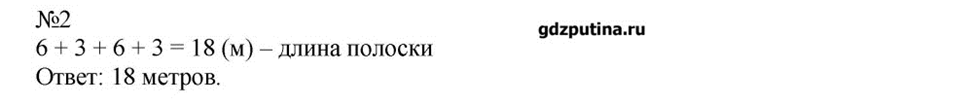 №2
gdzputina.ru
6 + 3 + 6 + 3 = 18 (м) – длина полоски
Ответ: 18 метров.